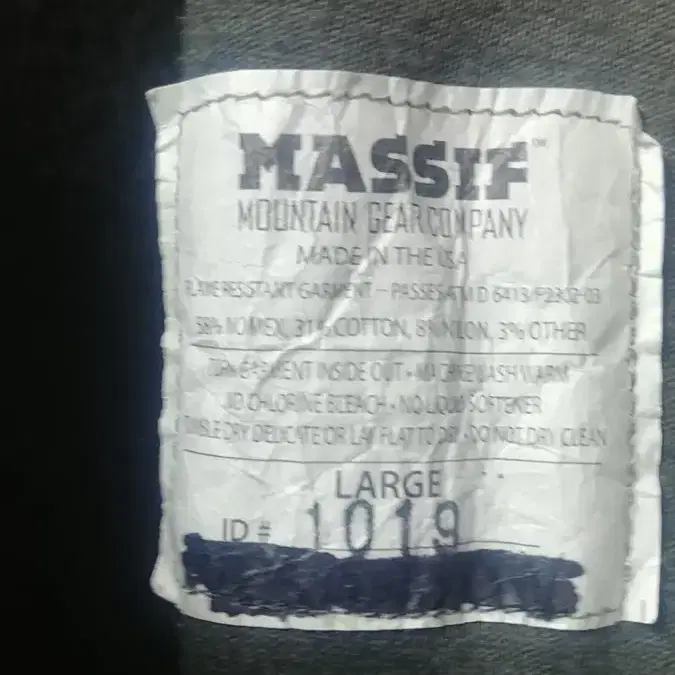 MASSIF™
MOUNTAIN GEAR COMPANY
MADE IN THE USA
FLAME RESISTANT GARMENT – PASSES ASTM D 6413/F2302-03
58% NOMEX, 31% COTTON, 8% NYLON, 3% OTHER
TURN GARMENT INSIDE OUT • MACHINE WASH WARM
NO CHLORINE BLEACH • NO LIQUID SOFTENER
TUMBLE DRY DELICATE OR LAY FLAT TO DRY • DO NOT DRY CLEAN
LARGE
ID # 1019